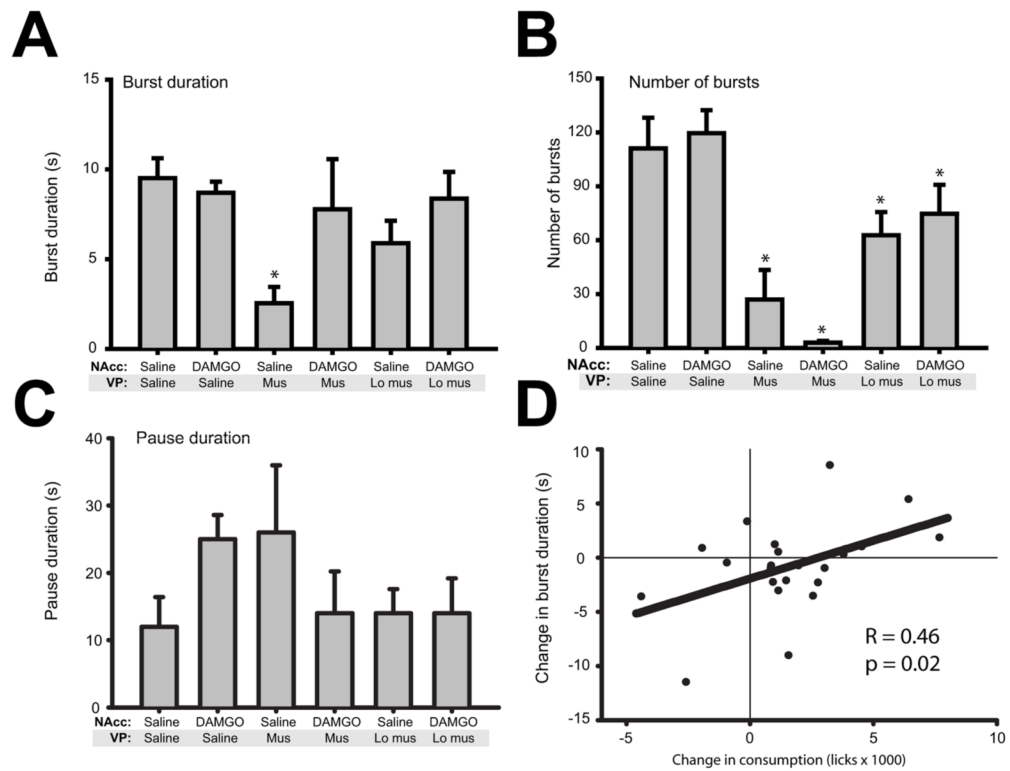 A
Burst duration
15
10
5
0
Burst duration (s)
*
NAcc: Saline DAMGO Saline DAMGO Saline DAMGO
VP: Saline Saline Mus Mus Lo mus Lo mus
B
Number of bursts
150
120
90
60
30
0
Number of bursts
* * * *
NAcc: Saline DAMGO Saline DAMGO Saline DAMGO
VP: Saline Saline Mus Mus Lo mus Lo mus
C
Pause duration
40
30
20
10
0
Pause duration (s)
NAcc: Saline DAMGO Saline DAMGO Saline DAMGO
VP: Saline Saline Mus Mus Lo mus Lo mus
D
10
5
0
-5
-10
-15
Change in burst duration (s)
R = 0.46
p = 0.02
-5 0 5 10
Change in consumption (licks x 1000)